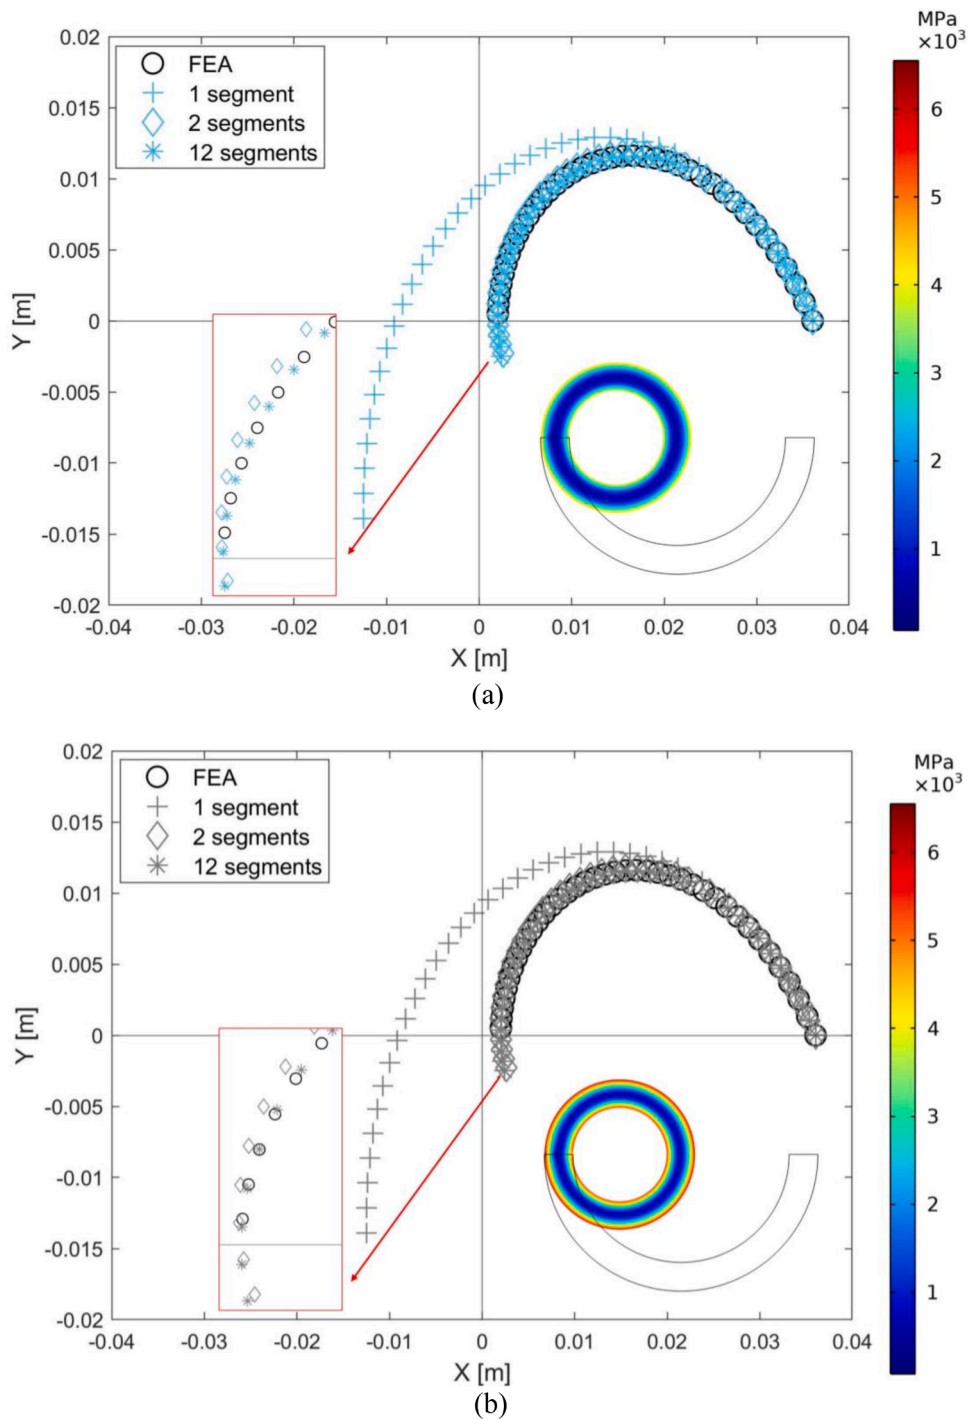 (a)
MPa
×10³
0.02
FEA
1 segment
2 segments
12 segments
0.015
0.01
0.005
0
-0.005
-0.01
-0.015
-0.02
Y [m]
6
5
4
3
2
1
-0.04 -0.03 -0.02 -0.01 0 0.01 0.02 0.03 0.04
X [m]
(a)
MPa
×10³
0.02
FEA
1 segment
2 segments
12 segments
0.015
0.01
0.005
0
-0.005
-0.01
-0.015
-0.02
Y [m]
6
5
4
3
2
1
-0.04 -0.03 -0.02 -0.01 0 0.01 0.02 0.03 0.04
X [m]
(b)